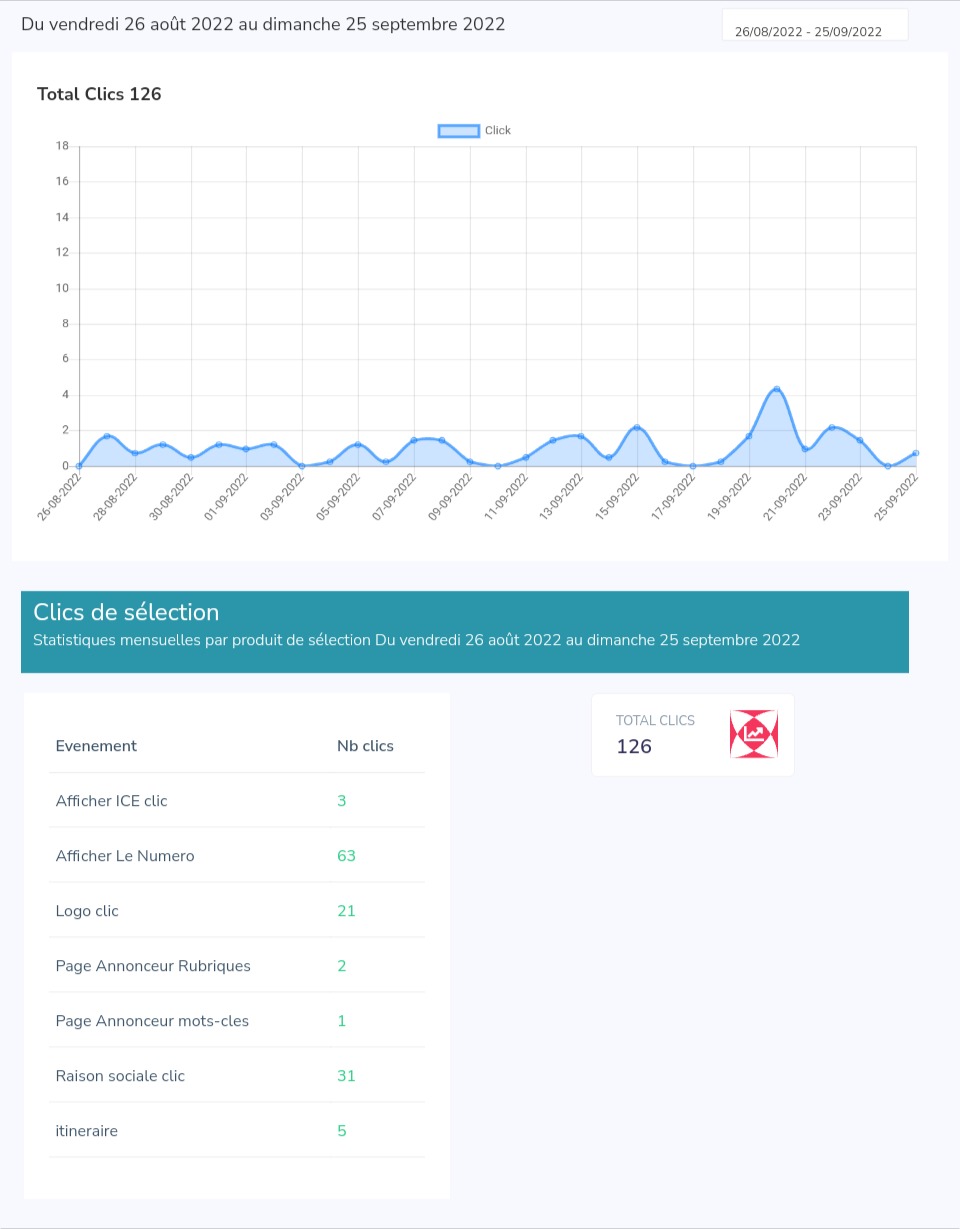 Du vendredi 26 août 2022 au dimanche 25 septembre 2022
26/08/2022 - 25/09/2022
Total Clics 126
Click
18
16
14
12
10
8
6
4
2
0
26-08-2022 28-08-2022 30-08-2022 01-09-2022 03-09-2022 05-09-2022 07-09-2022 09-09-2022 11-09-2022 13-09-2022 15-09-2022 17-09-2022 19-09-2022 21-09-2022 23-09-2022 25-09-2022
Clics de sélection
Statistiques mensuelles par produit de sélection Du vendredi 26 août 2022 au dimanche 25 septembre 2022
TOTAL CLICS
126
Evenement Nb clics
Afficher ICE clic 3
Afficher Le Numero 63
Logo clic 21
Page Annonceur Rubriques 2
Page Annonceur mots-cles 1
Raison sociale clic 31
itineraire 5